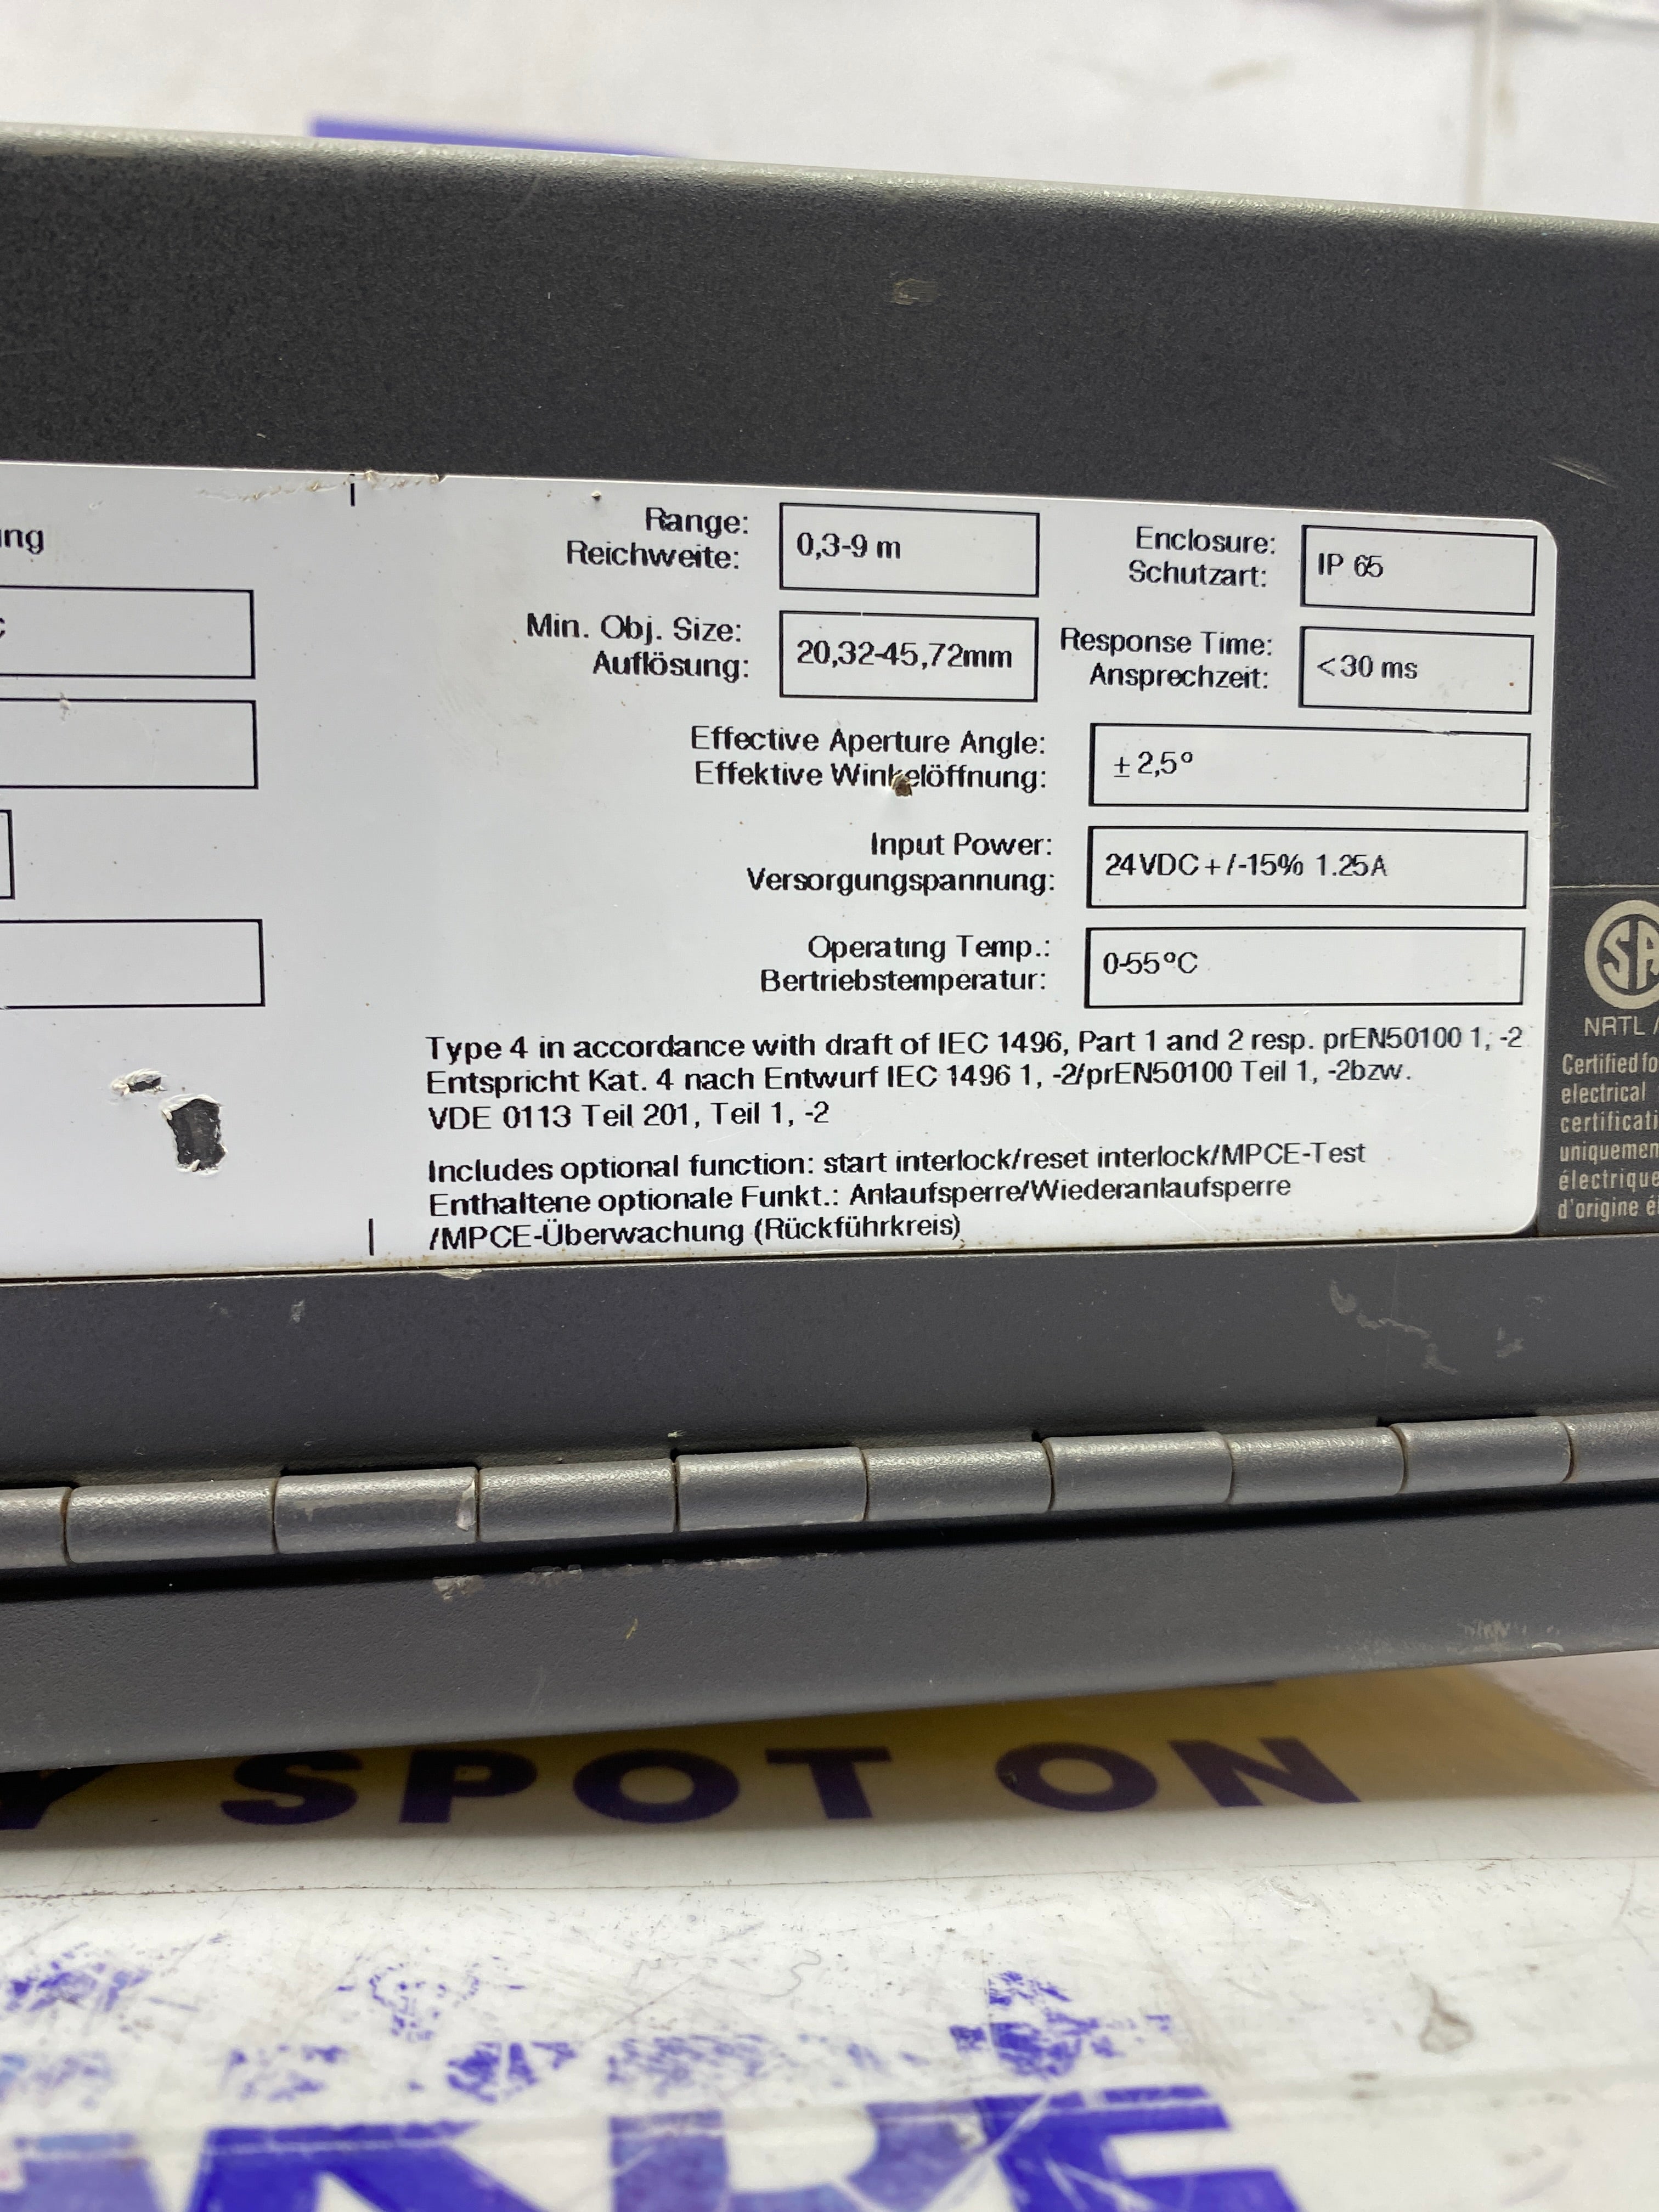 Range:
Reichweite:
0,3-9 m
Enclosure:
Schutzart:
IP 65
Min. Obj. Size:
Auflösung:
20,32-45,72mm
Response Time:
Ansprechzeit:
<30 ms
Effective Aperture Angle:
Effektive Winkelöffnung:
±2,5°
Input Power:
Versorgungspannung:
24VDC+/-15% 1.25A
Operating Temp.:
Bertriebstemperatur:
0-55°C
Type 4 in accordance with draft of IEC 1496, Part 1 and 2 resp. prEN50100 1, -2
Entspricht Kat. 4 nach Entwurf IEC 1496 1, -2/prEN50100 Teil 1, -2bzw.
VDE 0113 Teil 201, Teil 1, -2
Includes optional function: start interlock/reset interlock/MPCE-Test
Enthaltene optionale Funkt.: Anlaufsperre/Wiederanlaufsperre
/MPCE-Überwachung (Rückführkreis)
ung
SA
NRTL /
Certified fo
electrical
certificati
uniquemen
électrique
d'origine él
SPOT ON